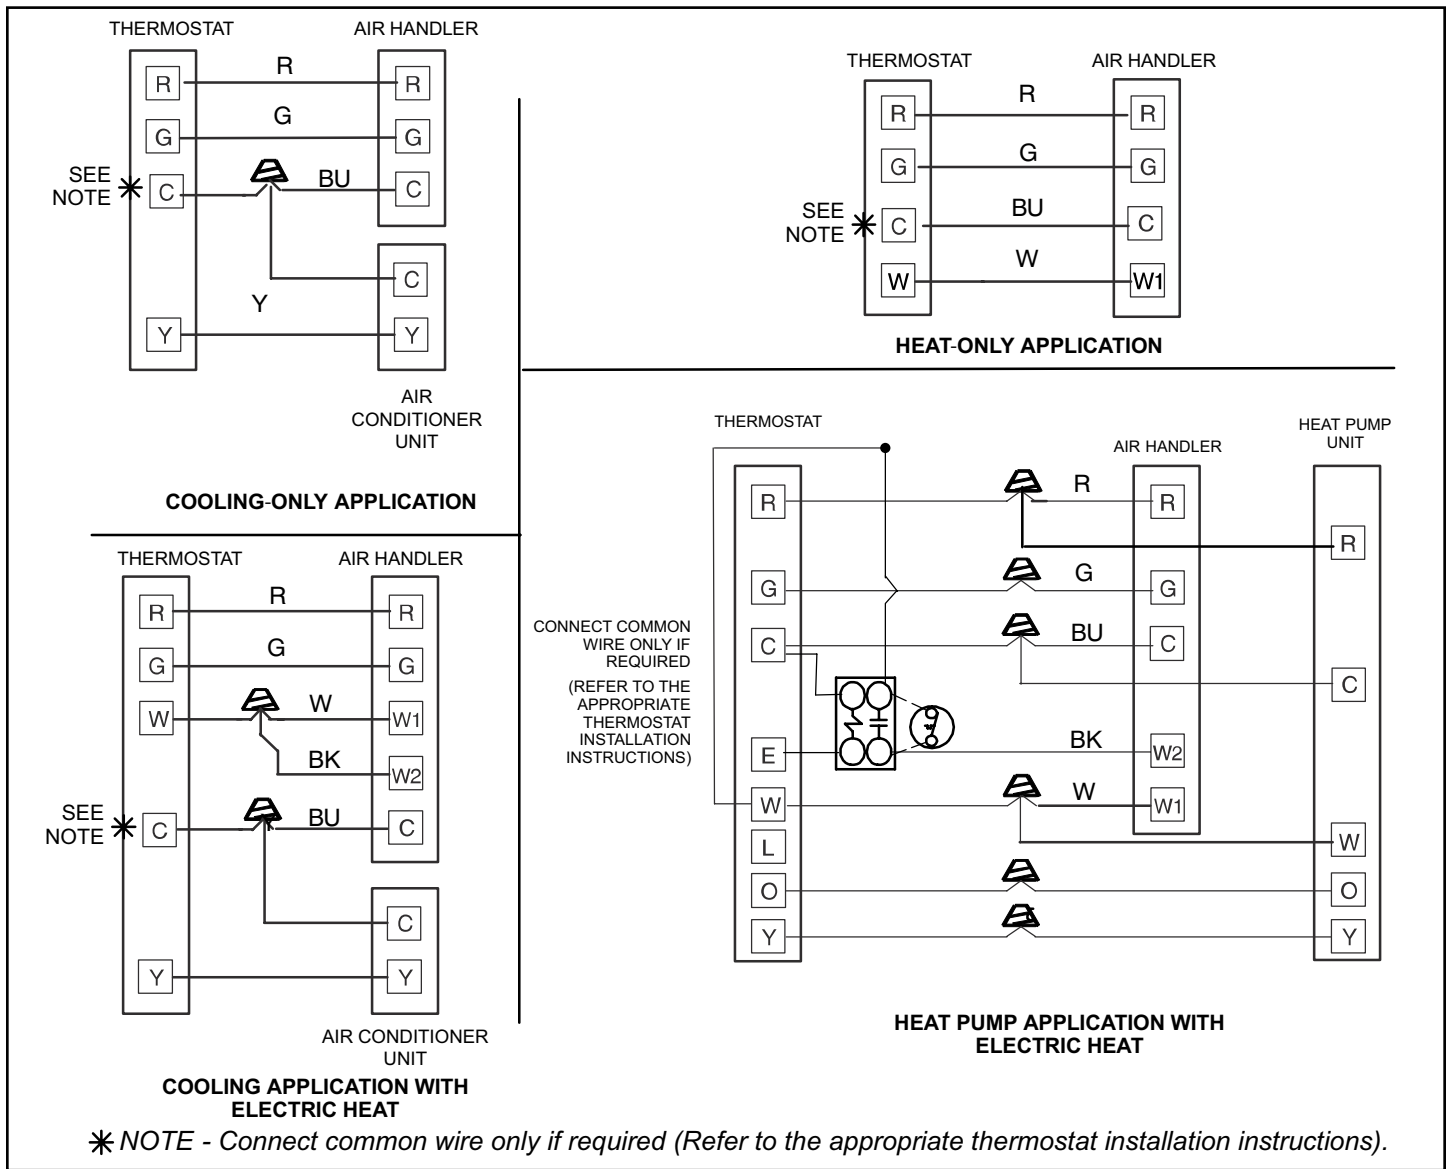 THERMOSTAT
AIR HANDLER
R
R
R
G
G
G
SEE
NOTE
C
BU
C
C
Y
Y
Y
AIR
CONDITIONER
UNIT
COOLING-ONLY APPLICATION
THERMOSTAT
AIR HANDLER
R
R
R
G
G
G
SEE
NOTE
C
BU
C
W
W
W1
HEAT-ONLY APPLICATION
THERMOSTAT
AIR HANDLER
R
R
R
G
G
G
W
W
W1
BK
W2
SEE
NOTE
C
BU
C
C
Y
Y
AIR CONDITIONER
UNIT
COOLING APPLICATION WITH
ELECTRIC HEAT
THERMOSTAT
AIR HANDLER
HEAT PUMP
UNIT
R
R
R
R
G
G
G
CONNECT COMMON
WIRE ONLY IF
REQUIRED
(REFER TO THE
APPROPRIATE
THERMOSTAT
INSTALLATION
INSTRUCTIONS)
C
BU
C
C
E
BK
W2
W
W
W1
L
W
O
O
Y
Y
HEAT PUMP APPLICATION WITH
ELECTRIC HEAT
NOTE - Connect common wire only if required (Refer to the appropriate thermostat installation instructions).